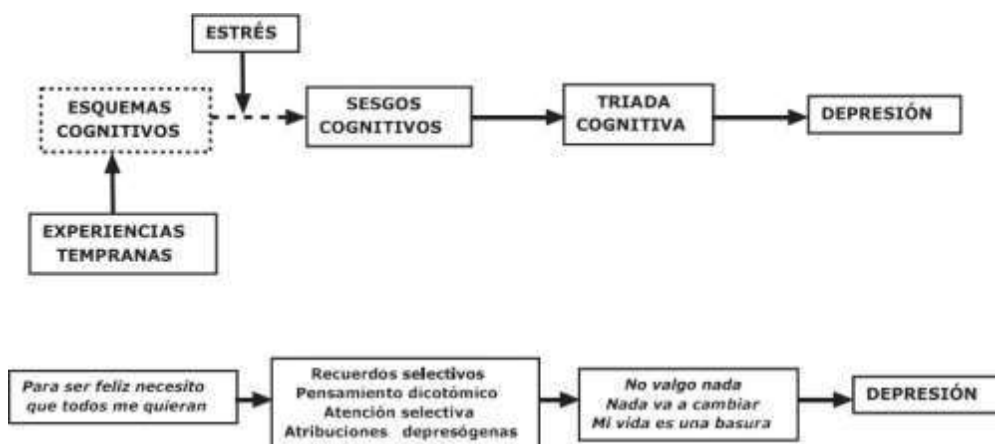 ESTRÉS
ESQUEMAS
COGNITIVOS
SESGOS
COGNITIVOS
TRIADA
COGNITIVA
DEPRESIÓN
EXPERIENCIAS
TEMPRANAS
Para ser feliz necesito
que todos me quieran
Recuerdos selectivos
Pensamiento dicotómico
Atención selectiva
Atribuciones depresógenas
No valgo nada
Nada va a cambiar
Mi vida es una basura
DEPRESIÓN